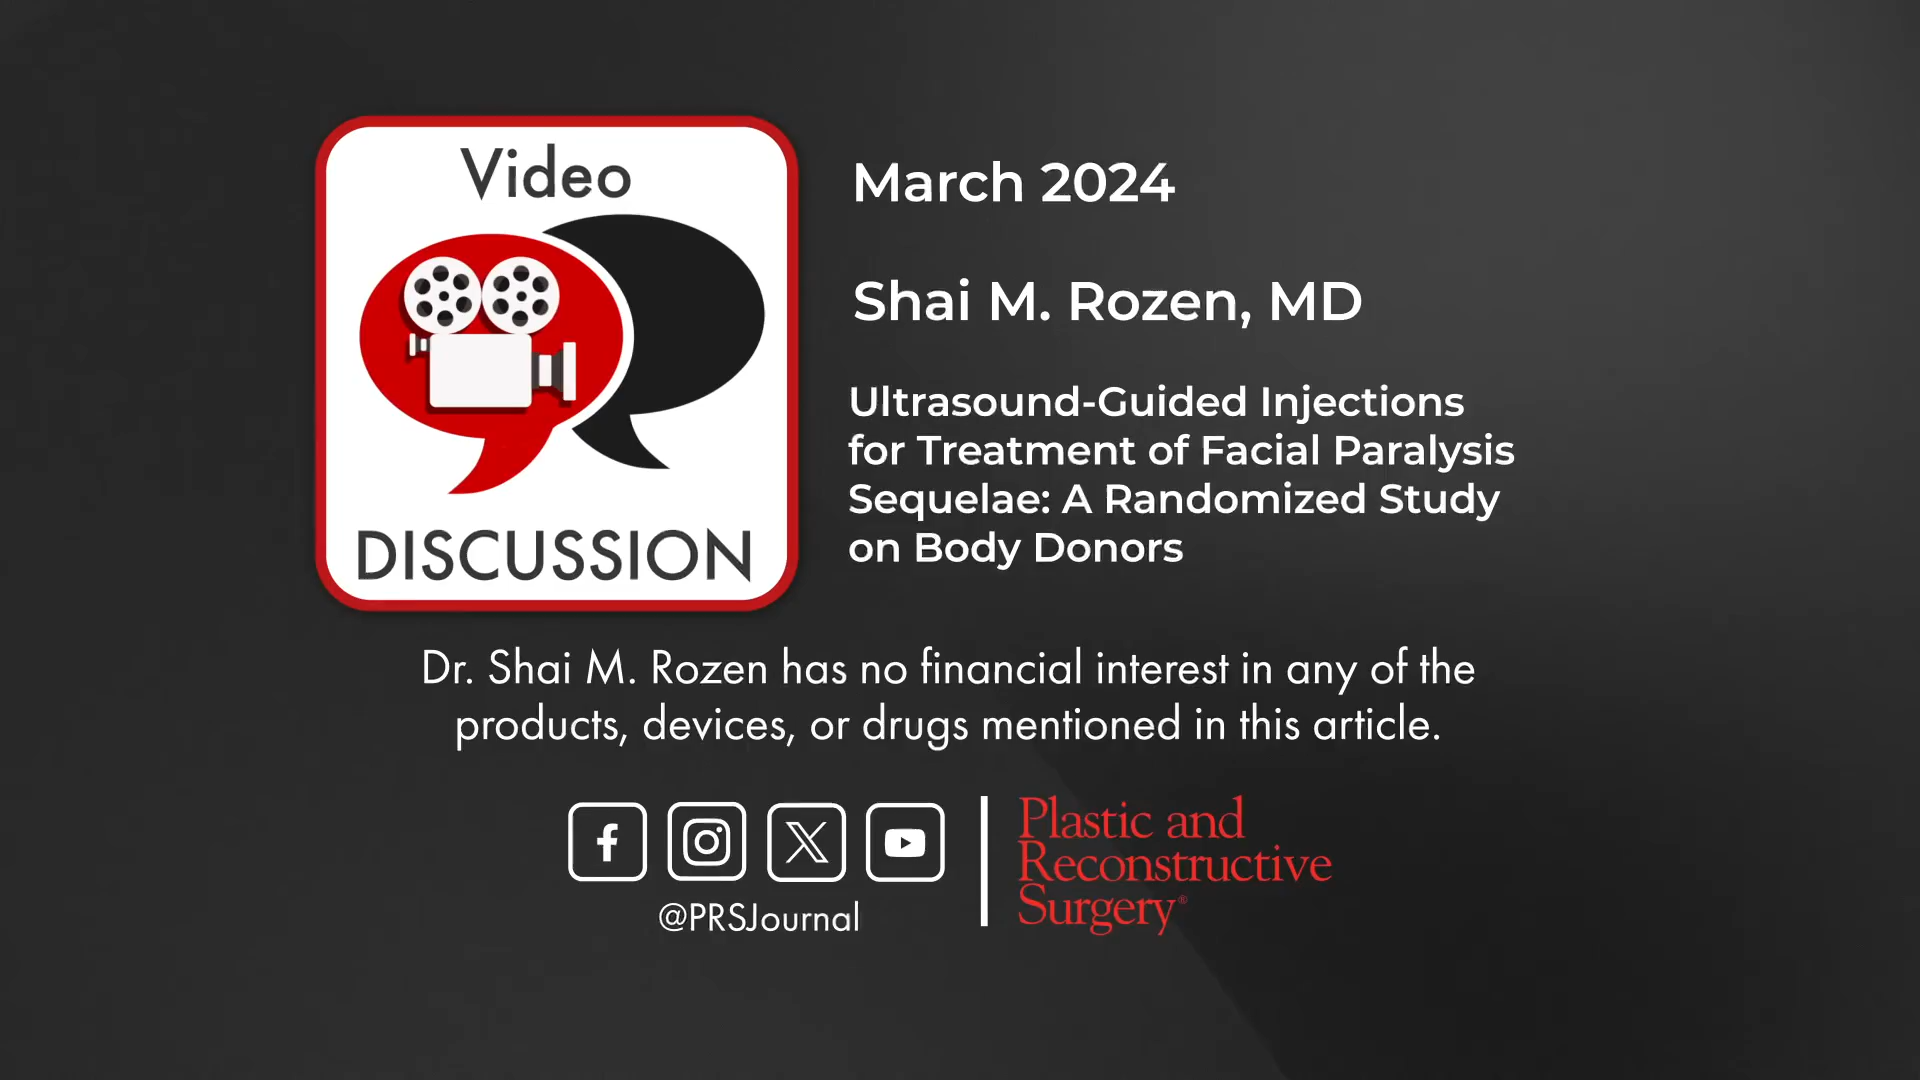 Video
DISCUSSION
March 2024
Shai M. Rozen, MD
Ultrasound-Guided Injections
for Treatment of Facial Paralysis
Sequelae: A Randomized Study
on Body Donors
Dr. Shai M. Rozen has no financial interest in any of the
products, devices, or drugs mentioned in this article.
@PRSJournal
Plastic and
Reconstructive
Surgery®